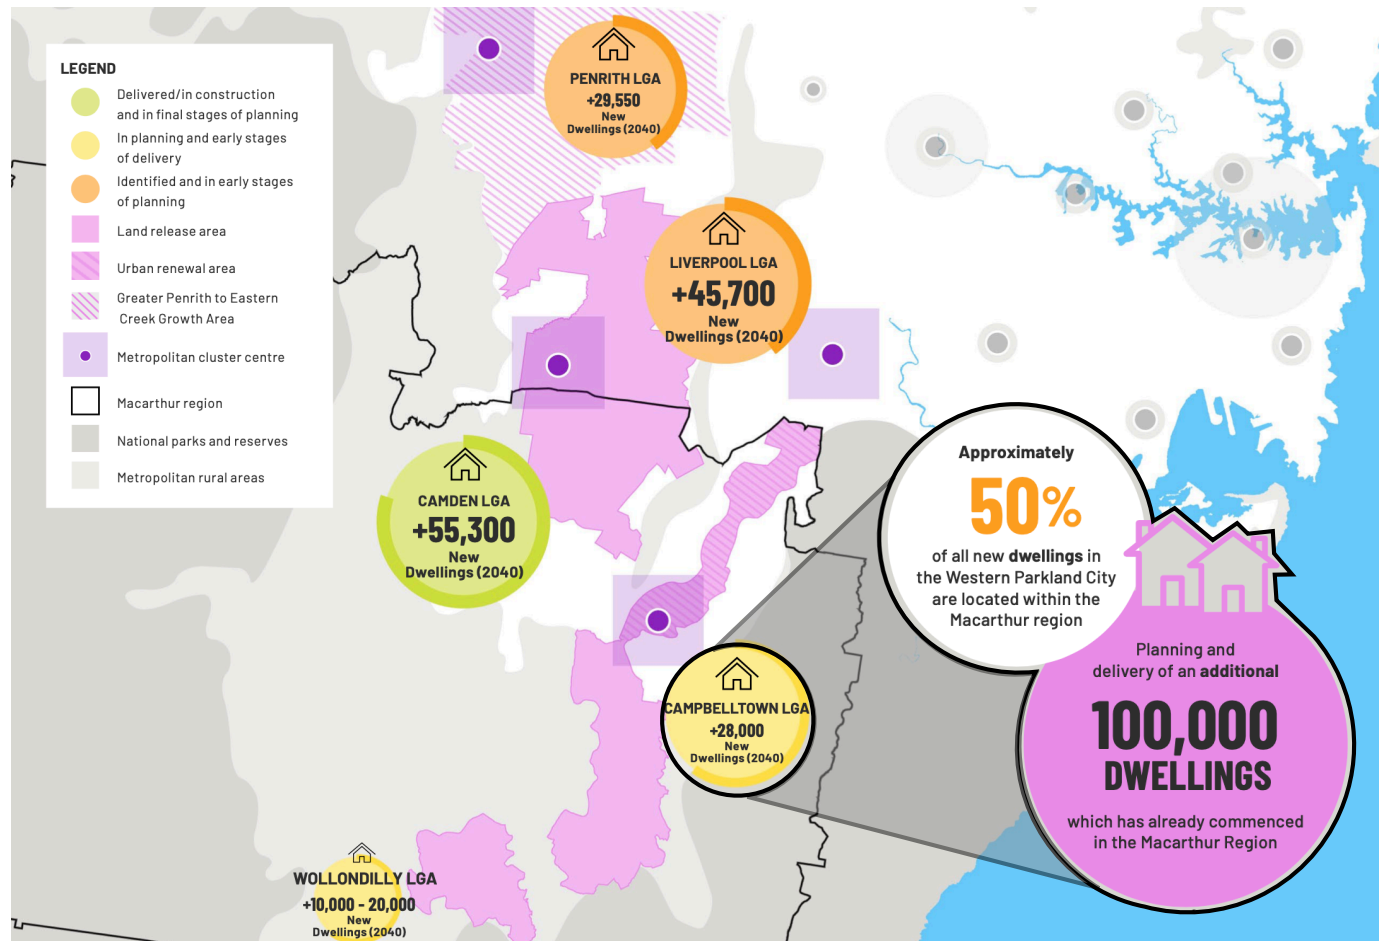 LEGEND
Delivered/in construction
and in final stages of planning
In planning and early stages
of delivery
Identified and in early stages
of planning
Land release area
Urban renewal area
Greater Penrith to Eastern
Creek Growth Area
Metropolitan cluster centre
Macarthur region
National parks and reserves
Metropolitan rural areas
PENRITH LGA
+29,550
New
Dwellings (2040)
LIVERPOOL LGA
+45,700
New
Dwellings (2040)
CAMDEN LGA
+55,300
New
Dwellings (2040)
CAMPBELLTOWN LGA
+28,000
New
Dwellings (2040)
WOLLONDILLY LGA
+10,000 - 20,000
New
Dwellings (2040)
Approximately
50%
of all new dwellings in
the Western Parkland City
are located within the
Macarthur region
Planning and
delivery of an additional
100,000
DWELLINGS
which has already commenced
in the Macarthur Region